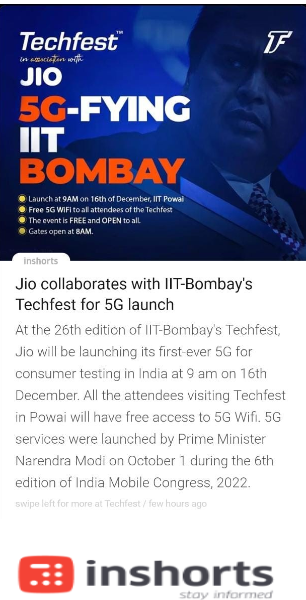 Techfest™
in association with
JIO
5G-FYING
IIT
BOMBAY
Launch at 9AM on 16th of December, IIT Powai
Free 5G WiFi to all attendees of the Techfest
The event is FREE and OPEN to all.
Gates open at 8AM.
inshorts
Jio collaborates with IIT-Bombay's
Techfest for 5G launch
At the 26th edition of IIT-Bombay's Techfest,
Jio will be launching its first-ever 5G for
consumer testing in India at 9 am on 16th
December. All the attendees visiting Techfest
in Powai will have free access to 5G Wifi. 5G
services were launched by Prime Minister
Narendra Modi on October 1 during the 6th
edition of India Mobile Congress, 2022.
swipe left for more at Techfest / few hours ago
inshorts
stay informed